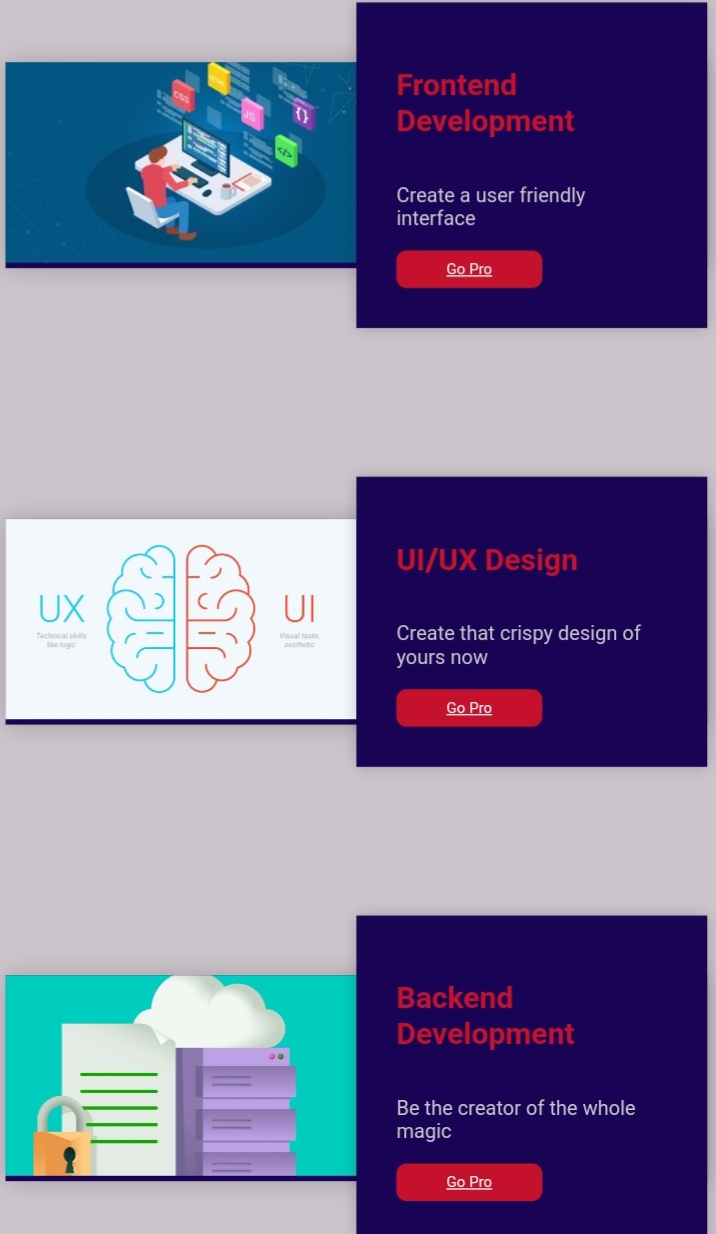 HTML
CSS
JS
{}
</>
Frontend
Development
Create a user friendly
interface
Go Pro
UX
Technical skills
like logic
UI
Visual taste,
aesthetic
UI/UX Design
Create that crispy design of
yours now
Go Pro
Backend
Development
Be the creator of the whole
magic
Go Pro